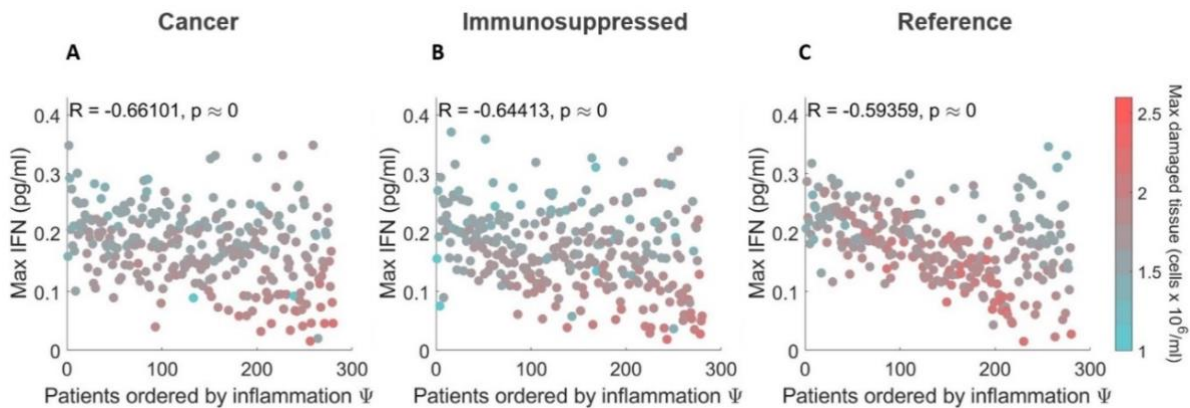 Cancer
Immunosuppressed
Reference
A
B
C
R = -0.66101, p ≈ 0
R = -0.64413, p ≈ 0
R = -0.59359, p ≈ 0
0.4
0.3
0.2
0.1
0
Max IFN (pg/ml)
0 100 200 300
Patients ordered by inflammation Ψ
0.4
0.3
0.2
0.1
0
Max IFN (pg/ml)
0 100 200 300
Patients ordered by inflammation Ψ
0.4
0.3
0.2
0.1
0
Max IFN (pg/ml)
0 100 200 300
Patients ordered by inflammation Ψ
2.5
2
1.5
1
Max damaged tissue (cells x 10⁶/ml)